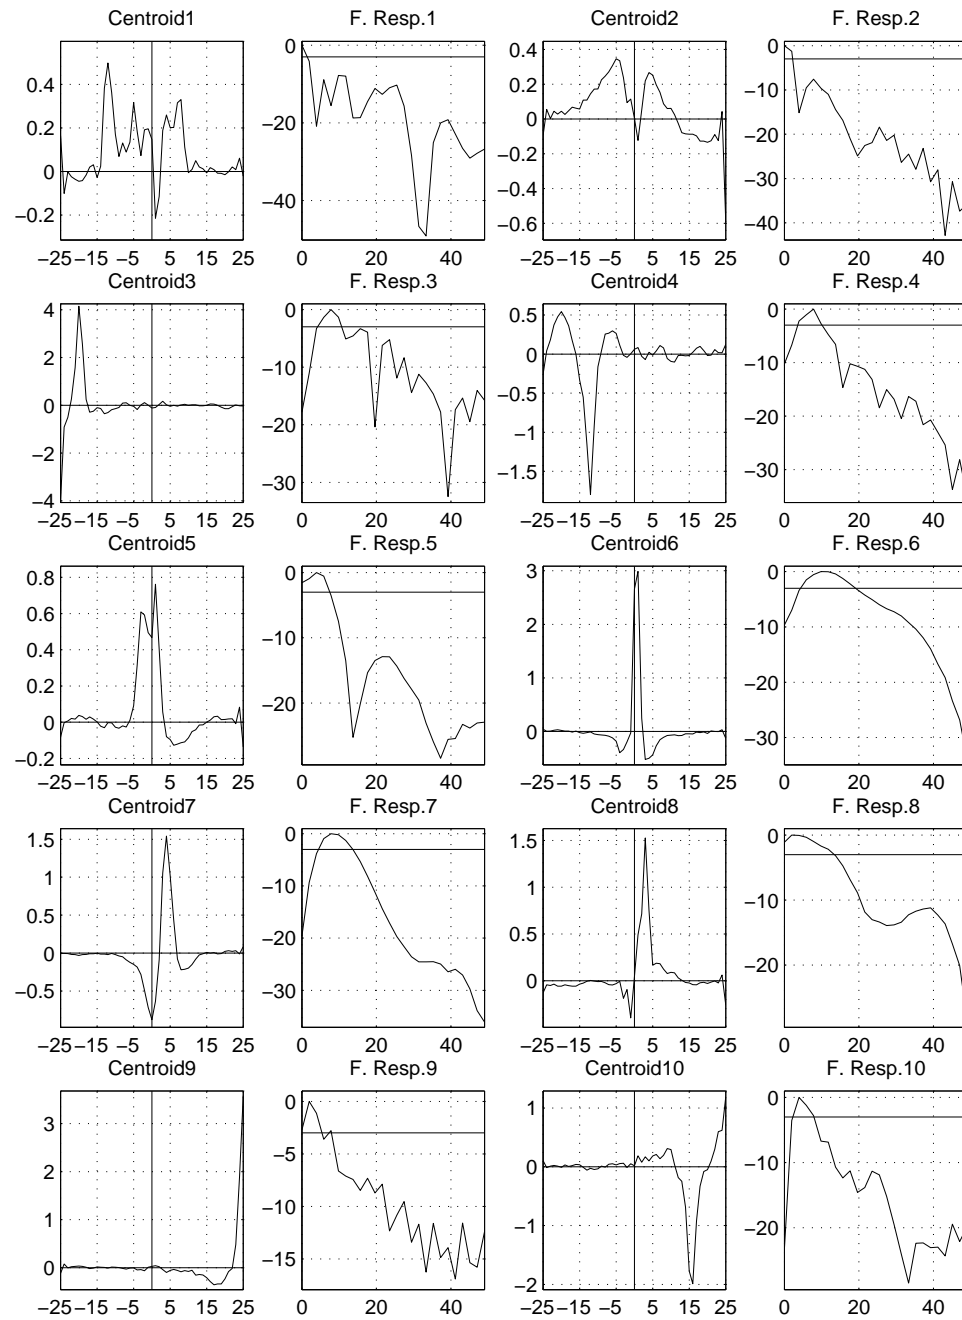 Centroid1 F. Resp.1 Centroid2 F. Resp.2
0.4 0.2 0 −0.2
0 −20 −40
0.4 0.2 0 −0.2 −0.4 −0.6
0 −10 −20 −30 −40
−25 −15 −5 5 15 25 0 20 40 −25 −15 −5 5 15 25 0 20 40
Centroid3 F. Resp.3 Centroid4 F. Resp.4
4 2 0 −2 −4
0 −10 −20 −30
0.5 0 −0.5 −1 −1.5
0 −10 −20 −30
−25 −15 −5 5 15 25 0 20 40 −25 −15 −5 5 15 25 0 20 40
Centroid5 F. Resp.5 Centroid6 F. Resp.6
0.8 0.6 0.4 0.2 0 −0.2
0 −10 −20
3 2 1 0
0 −10 −20 −30
−25 −15 −5 5 15 25 0 20 40 −25 −15 −5 5 15 25 0 20 40
Centroid7 F. Resp.7 Centroid8 F. Resp.8
1.5 1 0.5 0 −0.5
0 −10 −20 −30
1.5 1 0.5 0
0 −10 −20
−25 −15 −5 5 15 25 0 20 40 −25 −15 −5 5 15 25 0 20 40
Centroid9 F. Resp.9 Centroid10 F. Resp.10
3 2 1 0
0 −5 −10 −15
1 0 −1 −2
0 −10 −20
−25 −15 −5 5 15 25 0 20 40 −25 −15 −5 5 15 25 0 20 40